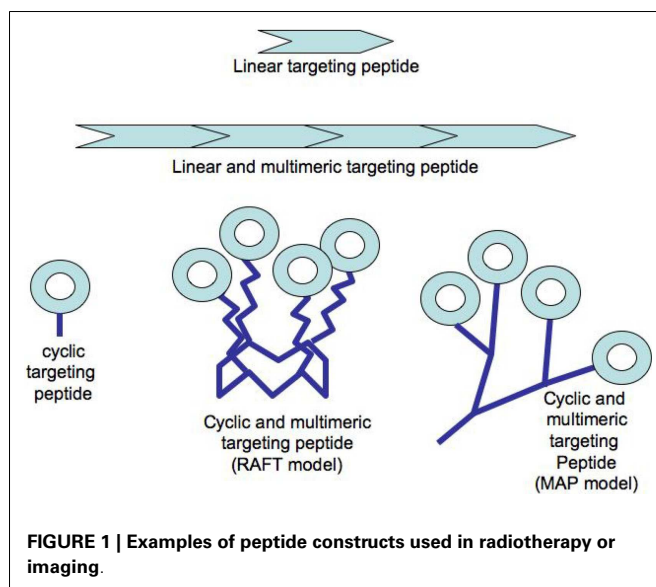 Linear targeting peptide
Linear and multimeric targeting peptide
cyclic
targeting
peptide
Cyclic and multimeric
targeting peptide
(RAFT model)
Cyclic and
multimeric
targeting
Peptide
(MAP model)
FIGURE 1 | Examples of peptide constructs used in radiotherapy or
imaging.